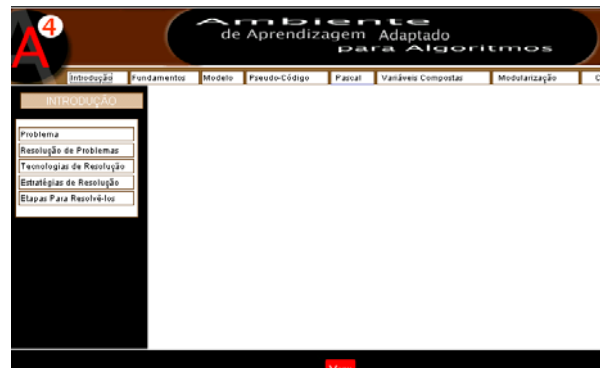 A4
Ambiente
de Aprendizagem Adaptado
para Algoritmos
Introdução Fundamentos Modelo Pseudo-Código Pascal Variáveis Compostas Modularização
INTRODUÇÃO
Problema
Resolução de Problemas
Tecnologias de Resolução
Estratégias de Resolução
Etapas Para Resolvê-los